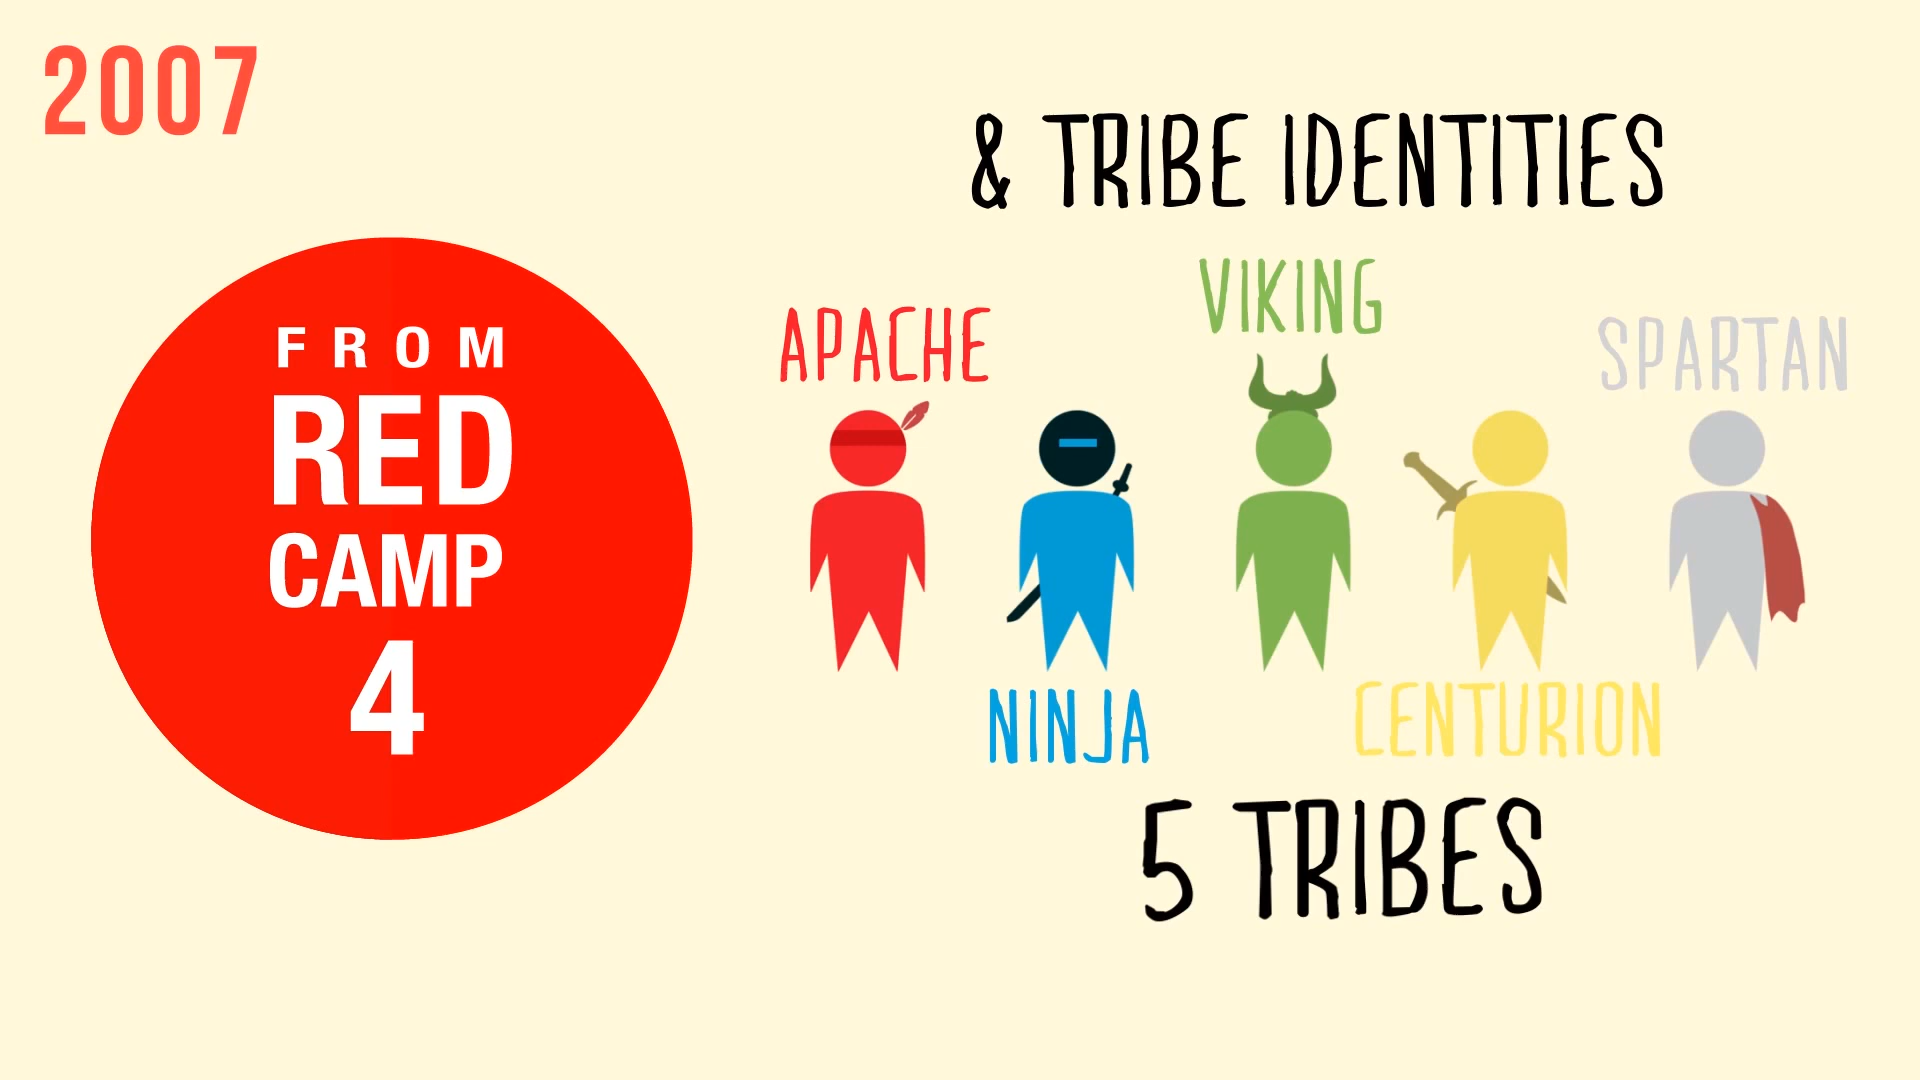 2007
FROM
RED
CAMP
4
& TRIBE IDENTITIES
VIKING
APACHE
SPARTAN
NINJA
CENTURION
5 TRIBES